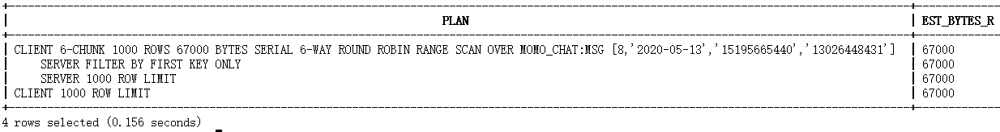 PLAN | EST_BYTES_R
CLIENT 6-CHUNK 1000 ROWS 67000 BYTES SERIAL 6-WAY ROUND ROBIN RANGE SCAN OVER MOMO_CHAT:MSG [8,'2020-05-13','15195665440','13026448431'] | 67000
SERVER FILTER BY FIRST KEY ONLY | 67000
SERVER 1000 ROW LIMIT | 67000
CLIENT 1000 ROW LIMIT | 67000
4 rows selected (0.156 seconds)